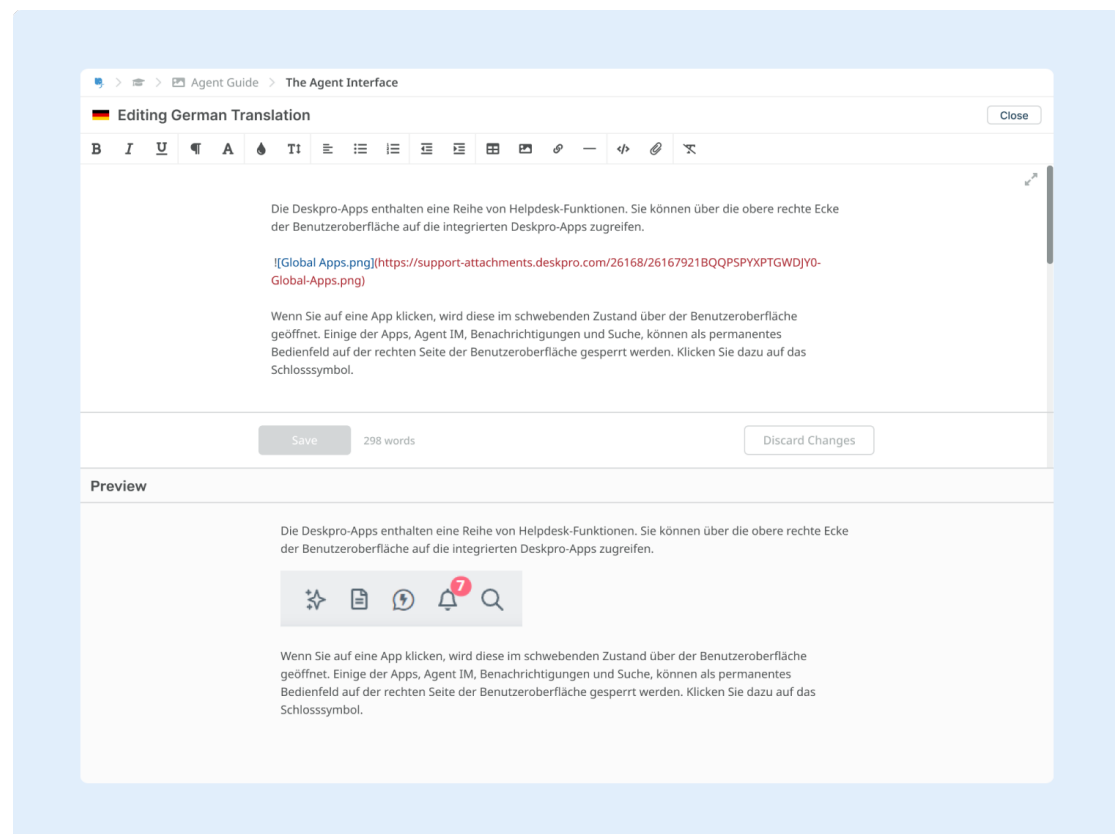 Agent Guide > The Agent Interface
Editing German Translation
Close
B I U ¶ A T
Die Deskpro-Apps enthalten eine Reihe von Helpdesk-Funktionen. Sie können über die obere rechte Ecke
der Benutzeroberfläche auf die integrierten Deskpro-Apps zugreifen.
![Global Apps.png](https://support-attachments.deskpro.com/26168/26167921BQQPSPYXPTGWDJY0-
Global-Apps.png)
Wenn Sie auf eine App klicken, wird diese im schwebenden Zustand über der Benutzeroberfläche
geöffnet. Einige der Apps, Agent IM, Benachrichtigungen und Suche, können als permanentes
Bedienfeld auf der rechten Seite der Benutzeroberfläche gesperrt werden. Klicken Sie dazu auf das
Schlosssymbol.
Save 298 words Discard Changes
Preview
Die Deskpro-Apps enthalten eine Reihe von Helpdesk-Funktionen. Sie können über die obere rechte Ecke
der Benutzeroberfläche auf die integrierten Deskpro-Apps zugreifen.
7
Wenn Sie auf eine App klicken, wird diese im schwebenden Zustand über der Benutzeroberfläche
geöffnet. Einige der Apps, Agent IM, Benachrichtigungen und Suche, können als permanentes
Bedienfeld auf der rechten Seite der Benutzeroberfläche gesperrt werden. Klicken Sie dazu auf das
Schlosssymbol.